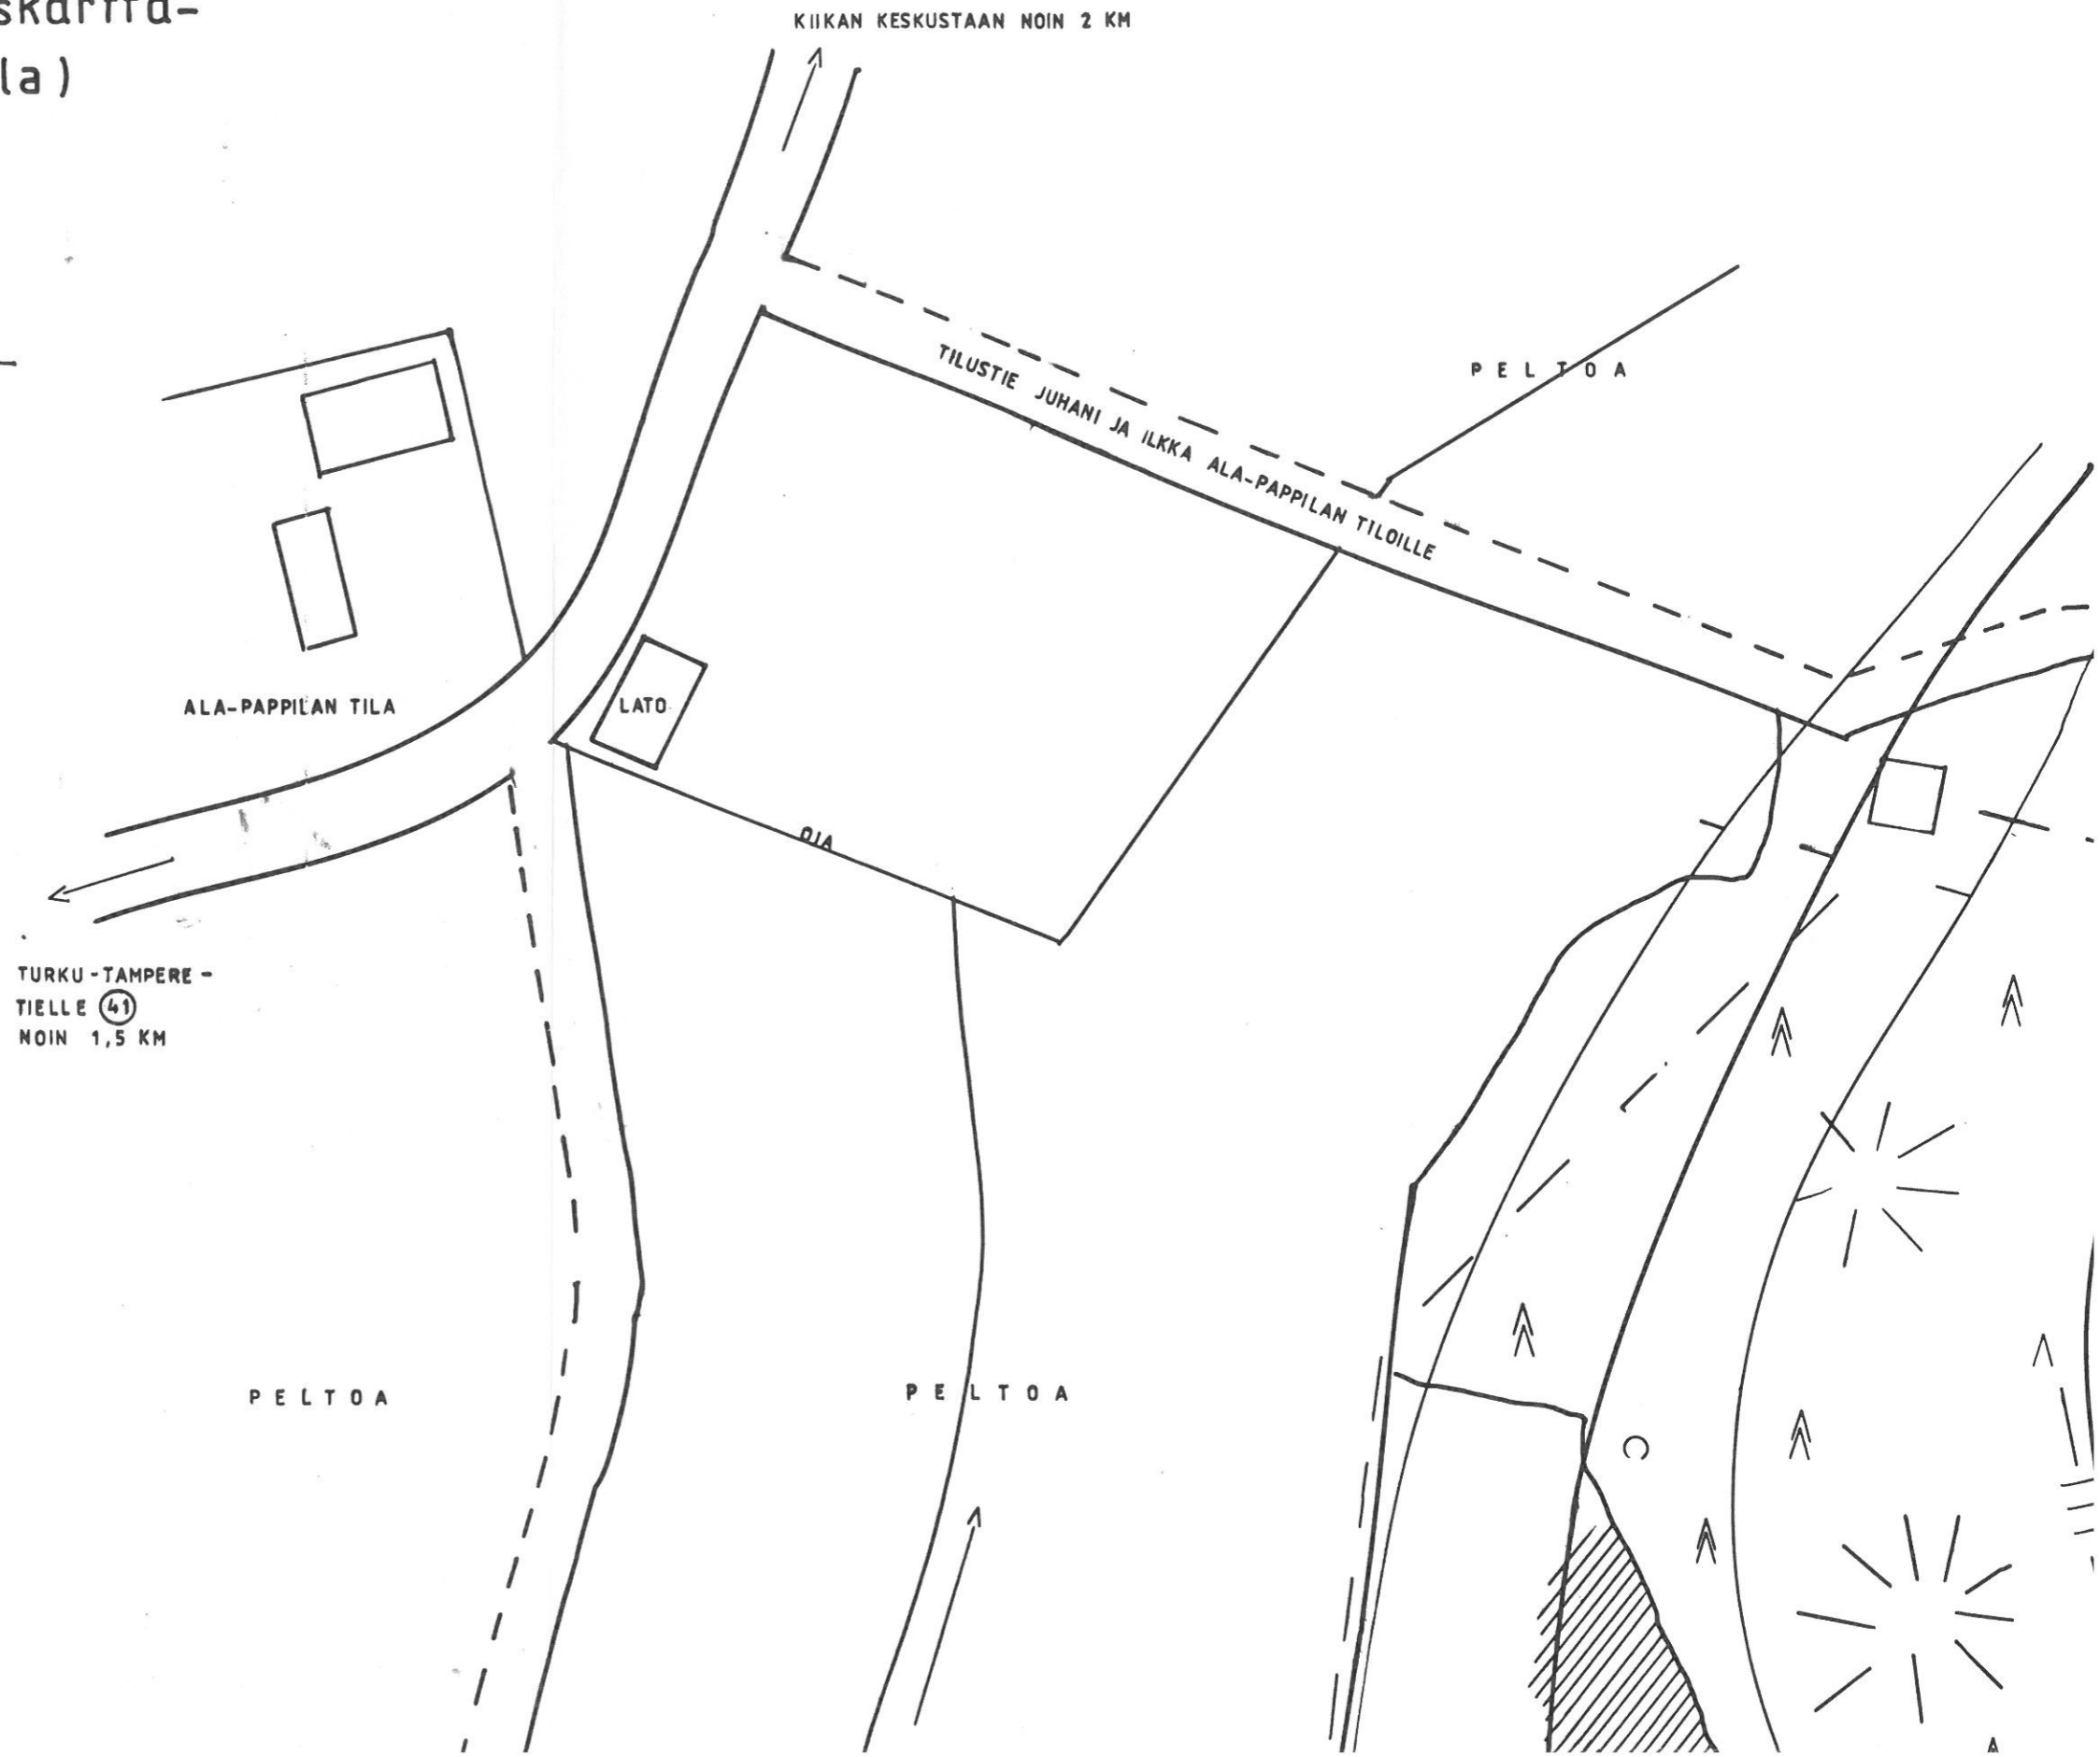 la)
KIIKAN KESKUSTAAN NOIN 2 KM
TILUSTIE JUHANI JA ILKKA ALA-PAPPILAN TILOILLE
PELTOA
LATO
ALA-PAPPILAN TILA
OJA
TURKU-TAMPERE-
TIELLE 41
NOIN 1,5 KM
PELTOA
PELTOA